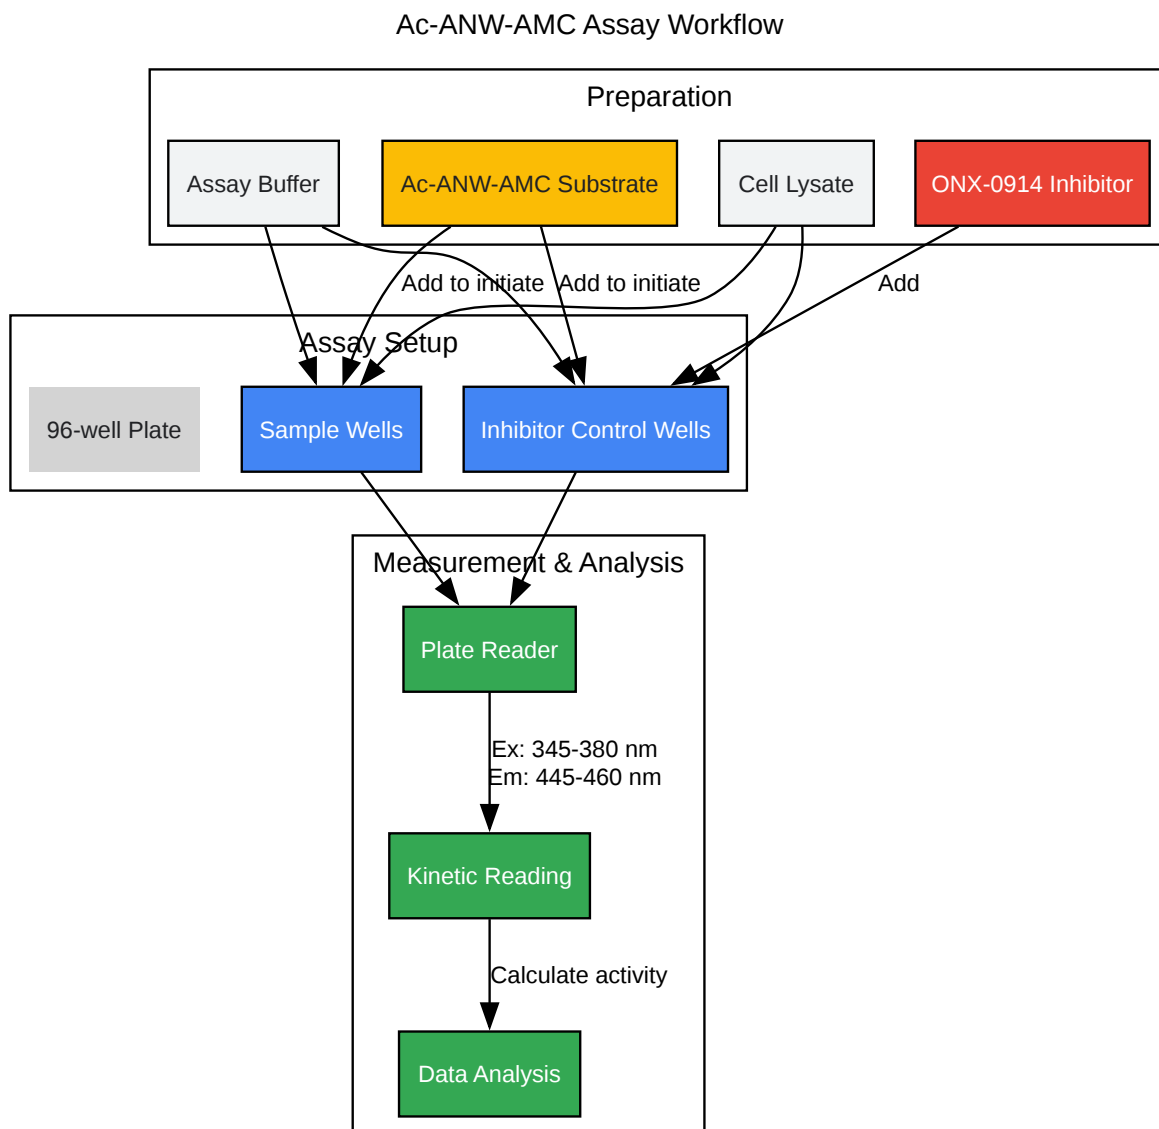 Ac-ANW-AMC Assay Workflow
Preparation
Assay Buffer
Ac-ANW-AMC Substrate
Cell Lysate
ONX-0914 Inhibitor
Add to initiate
Add to initiate
Add
Assay Setup
96-well Plate
Sample Wells
Inhibitor Control Wells
Measurement & Analysis
Plate Reader
Ex: 345-380 nm
Em: 445-460 nm
Kinetic Reading
Calculate activity
Data Analysis